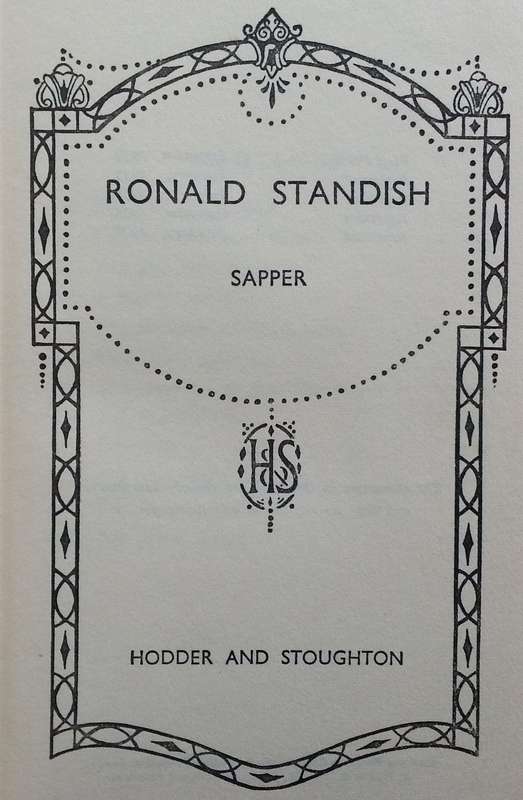 RONALD STANDISH
SAPPER
HS
HODDER AND STOUGHTON